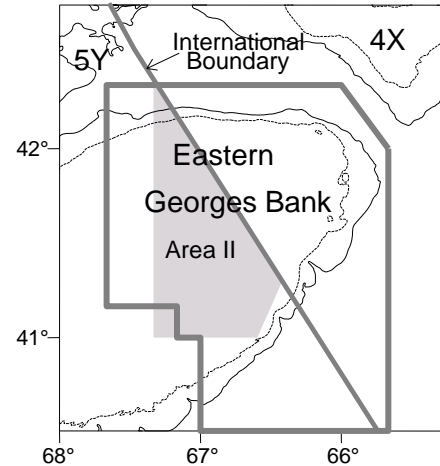 5Y
International
Boundary
4X
42°
Eastern
Georges Bank
Area II
41°
68°
67°
66°